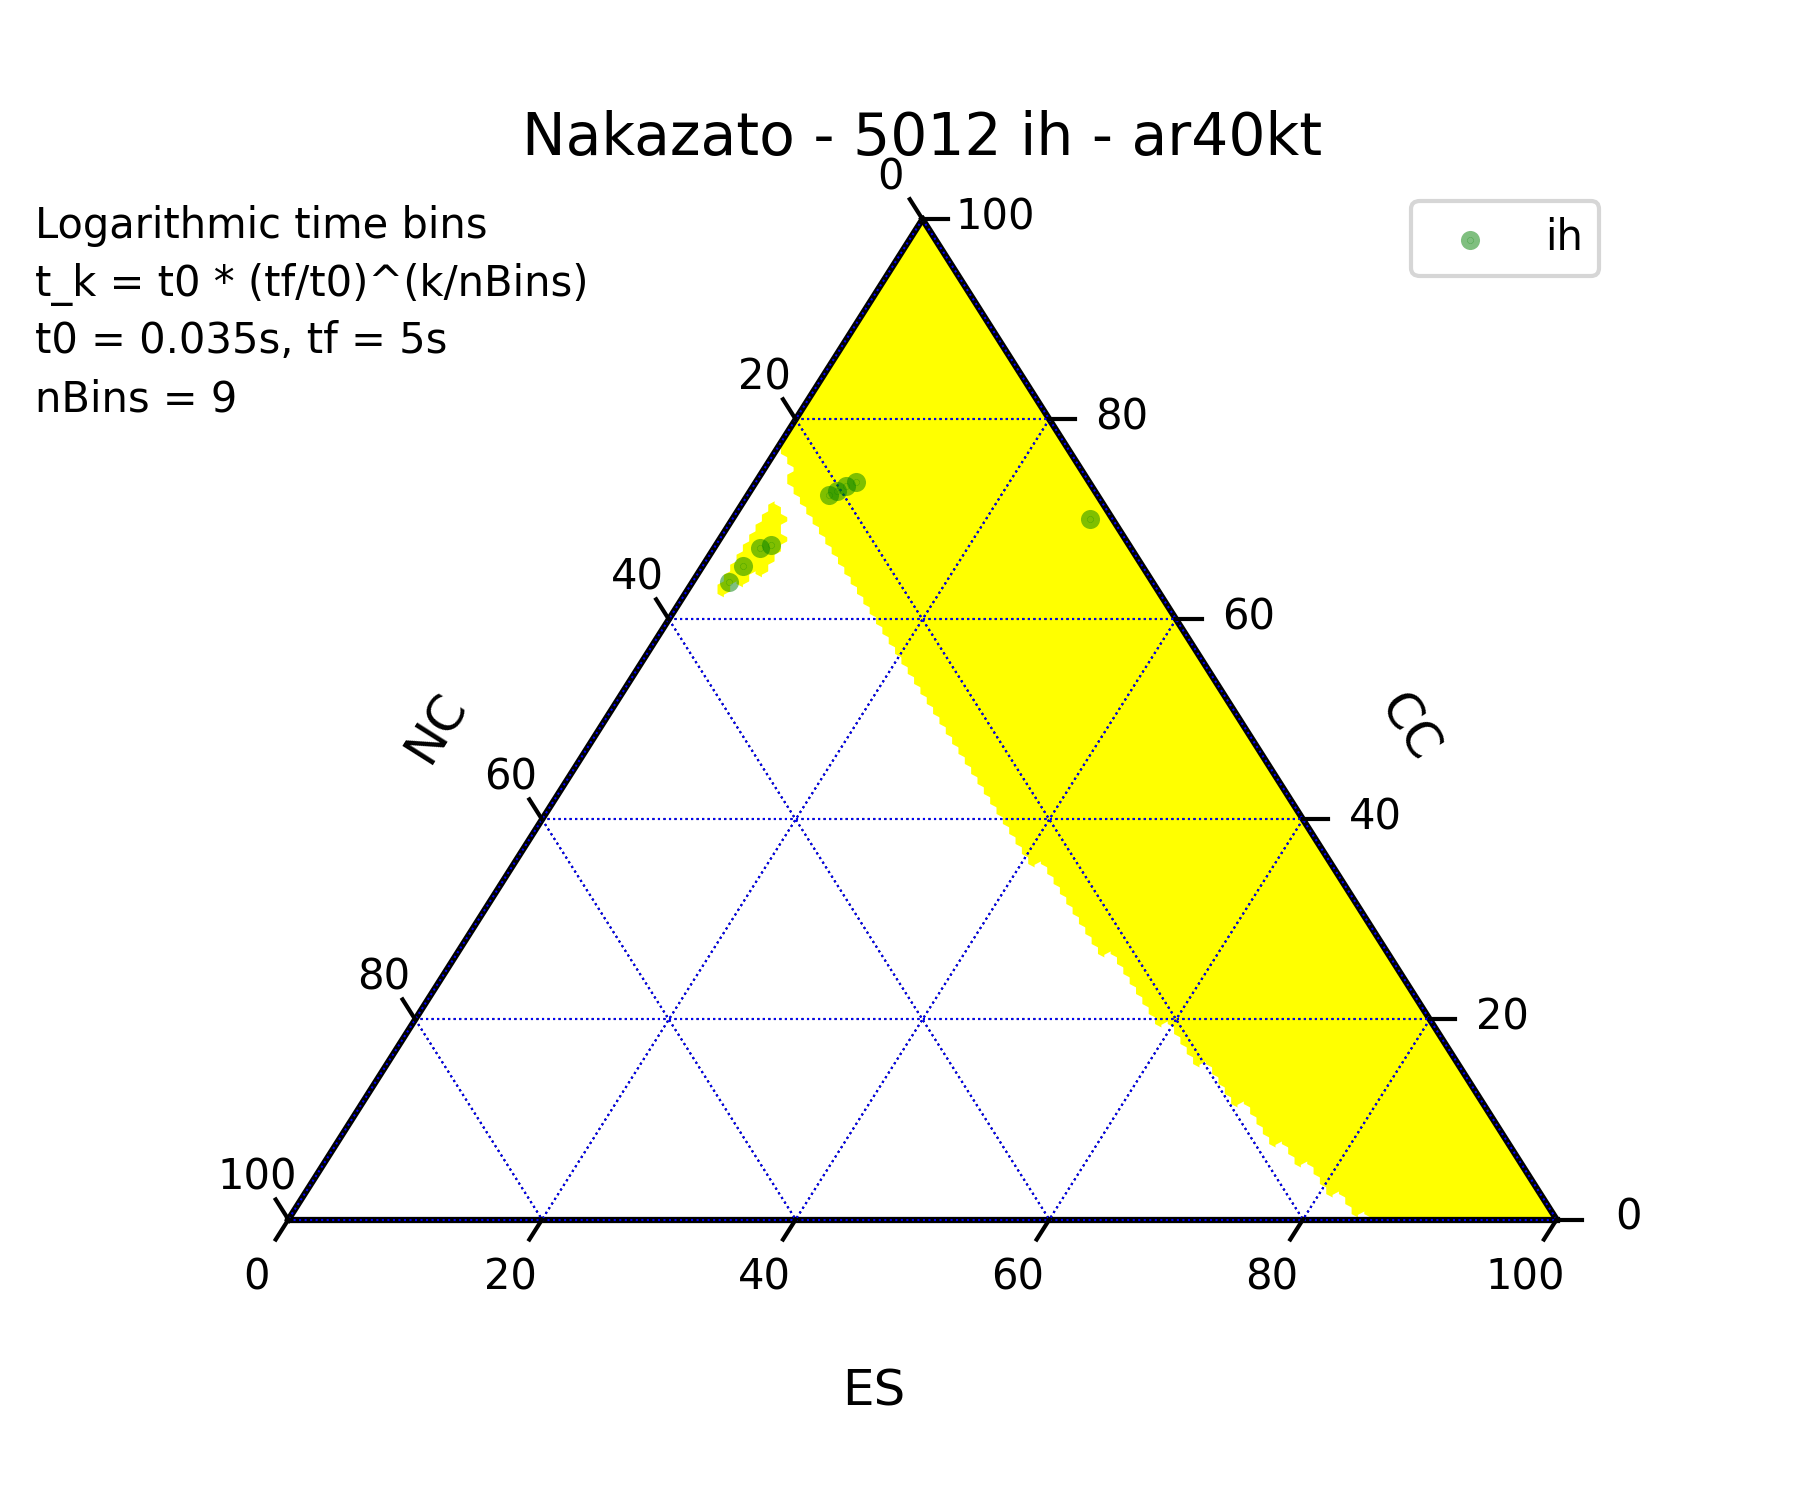 Nakazato - 5012 ih - ar40kt
Logarithmic time bins
t_k = t0 * (tf/t0)^(k/nBins)
t0 = 0.035s, tf = 5s
nBins = 9
ih
0
100
20
80
40
60
NC
CC
60
40
80
20
100
0
0
20
40
60
80
100
ES